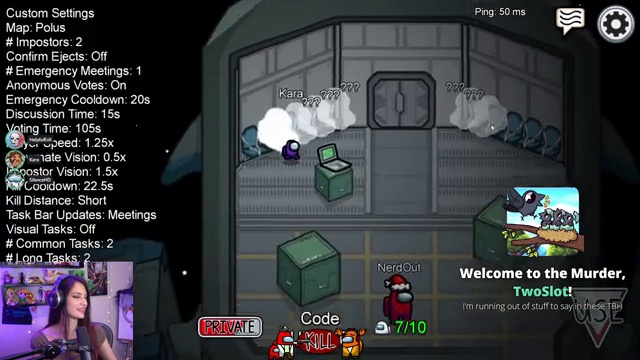 Custom Settings
Map: Polus
# Impostors: 2
Confirm Ejects: Off
# Emergency Meetings: 1
Anonymous Votes: On
Emergency Cooldown: 20s
Discussion Time: 15s
Voting Time: 105s
Speed: 1.25x
Vision: 0.5x
Vision: 1.5x
Cooldown: 22.5s
Kill Distance: Short
Task Bar Updates: Meetings
Visual Tasks: Off
# Common Tasks: 2
# Long Tasks: 2
Ping: 50 ms
Kara
???
???
???
???
???
NerdOut
Welcome to the Murder,
TwoSlot!
I'm running out of stuff to say in these TBH
PRIVATE
Code
KILL
7/10